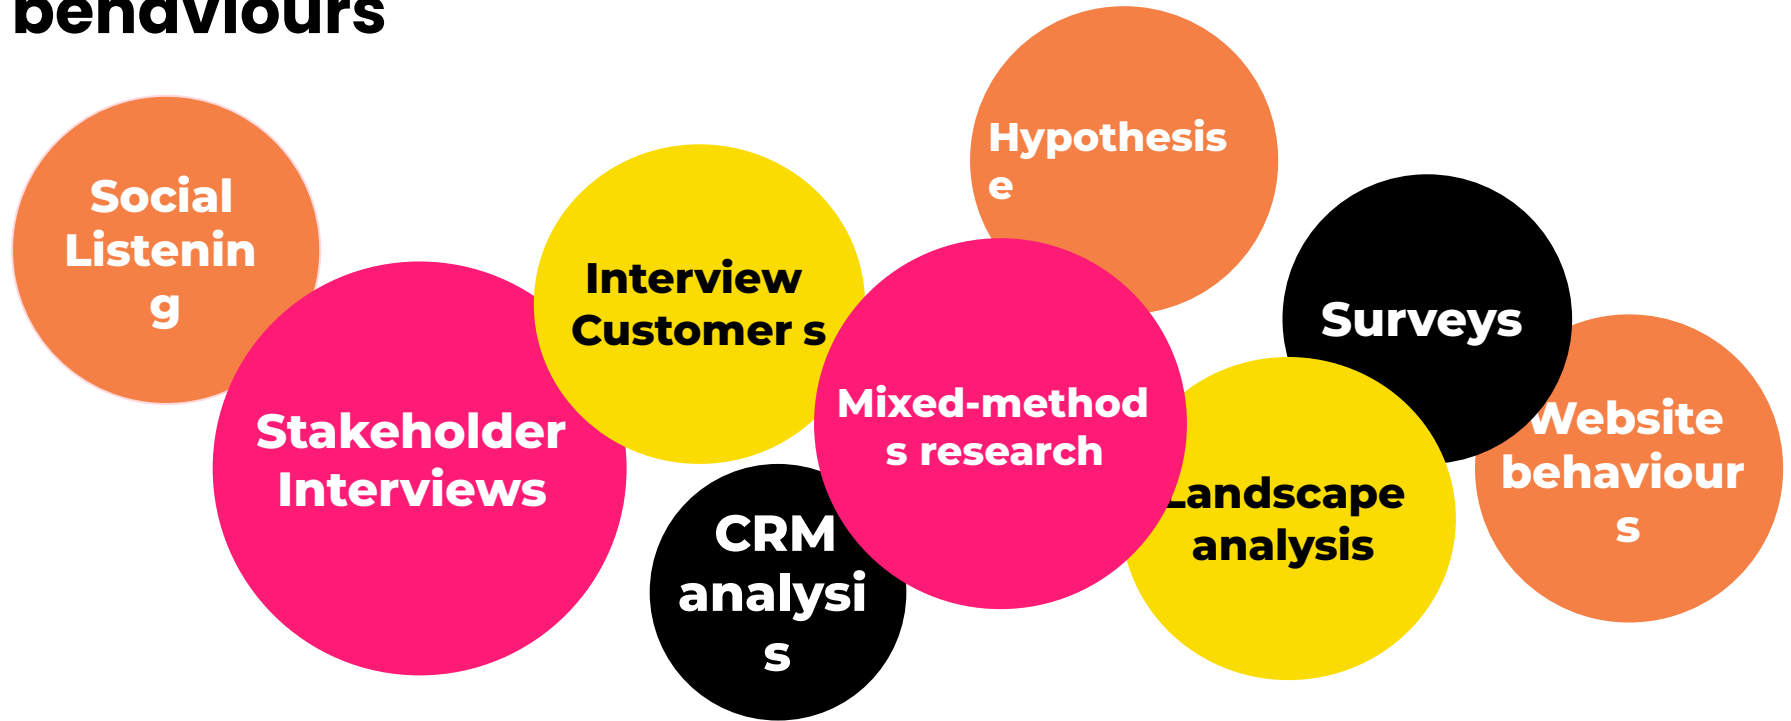 behaviours
Social
Listenin
g
Stakeholder
Interviews
Interview
Customer s
CRM
analysi
s
Mixed-method
s research
Hypothesis
e
Landscape
analysis
Surveys
Website
behaviour
s